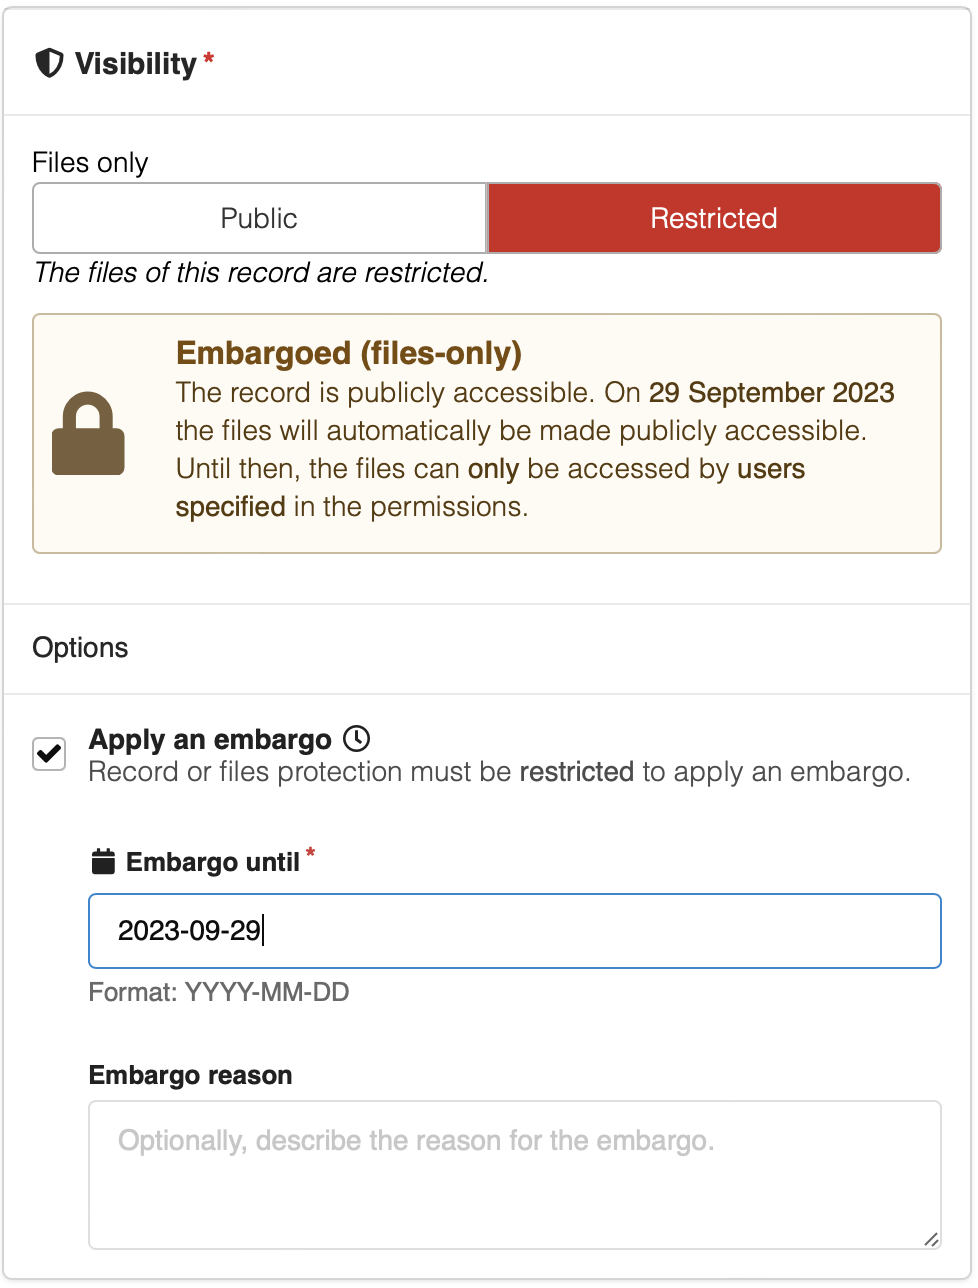 Visibility *
Files only
Public
Restricted
The files of this record are restricted.
Embargoed (files-only)
The record is publicly accessible. On 29 September 2023
the files will automatically be made publicly accessible.
Until then, the files can only be accessed by users
specified in the permissions.
Options
Apply an embargo
Record or files protection must be restricted to apply an embargo.
Embargo until *
2023-09-29
Format: YYYY-MM-DD
Embargo reason
Optionally, describe the reason for the embargo.